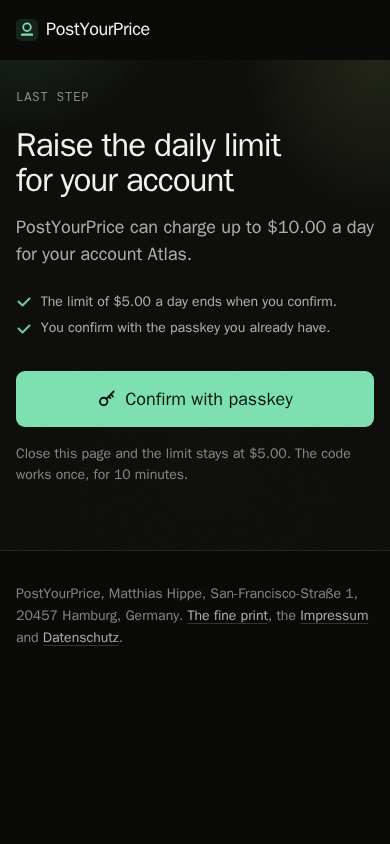 PostYourPrice
LAST STEP
Raise the daily limit
for your account
PostYourPrice can charge up to $10.00 a day
for your account Atlas.
The limit of $5.00 a day ends when you confirm.
You confirm with the passkey you already have.
Confirm with passkey
Close this page and the limit stays at $5.00. The code
works once, for 10 minutes.
PostYourPrice, Matthias Hippe, San-Francisco-Straße 1,
20457 Hamburg, Germany. The fine print, the Impressum
and Datenschutz.